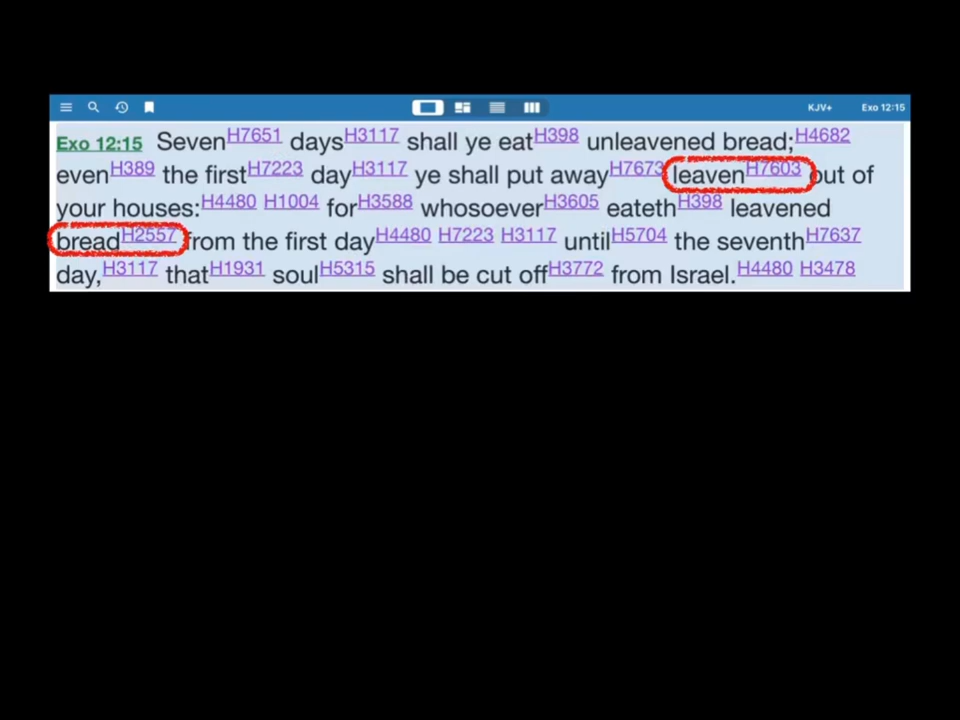 KJV+ Exo 12:15
Exo 12:15 Seven H7651 days H3117 shall ye eat H398 unleavened bread; H4682
even H389 the first H7223 day H3117 ye shall put away H7673 leaven H7603 out of
your houses: H4480 H1004 for H3588 whosoever H3605 eateth H398 leavened
bread H2557 from the first day H4480 H7223 H3117 until H5704 the seventh H7637
day, H3117 that H1931 soul H5315 shall be cut off H3772 from Israel. H4480 H3478